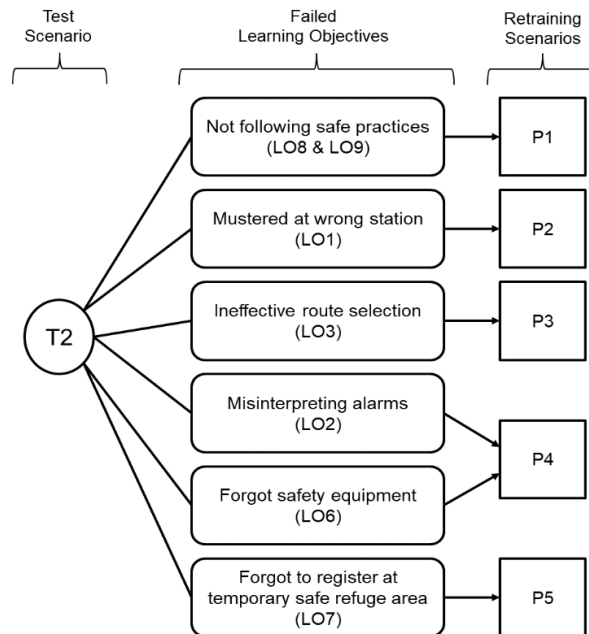 Test
Scenario
Failed
Learning Objectives
Retraining
Scenarios
Not following safe practices
(LO8 & LO9)
P1
Mustered at wrong station
(LO1)
P2
Ineffective route selection
(LO3)
P3
T2
Misinterpreting alarms
(LO2)
P4
Forgot safety equipment
(LO6)
Forgot to register at
temporary safe refuge area
(LO7)
P5